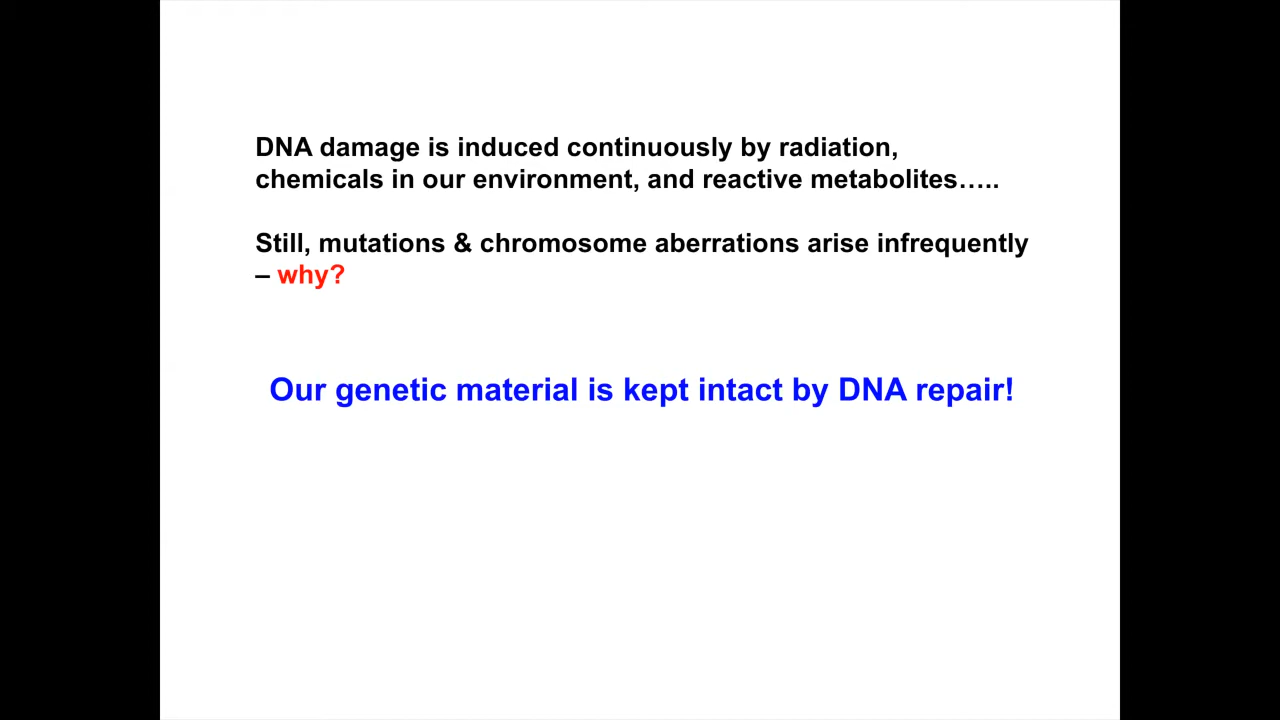 DNA damage is induced continuously by radiation,
chemicals in our environment, and reactive metabolites…..
Still, mutations & chromosome aberrations arise infrequently
– why?
Our genetic material is kept intact by DNA repair!